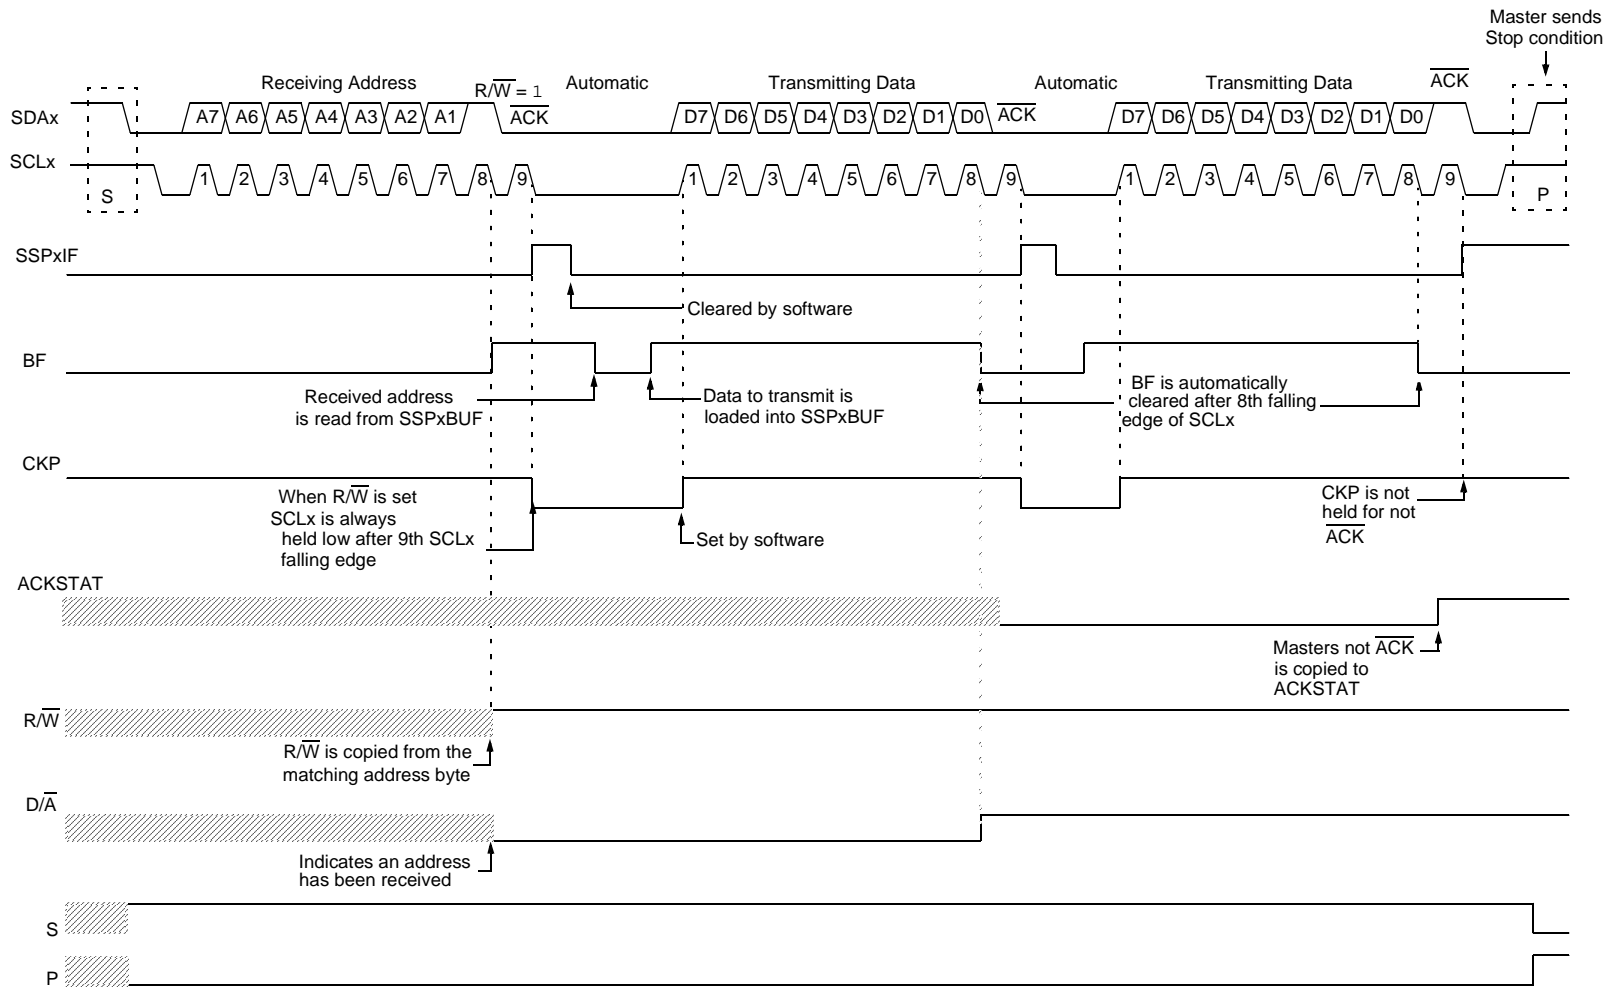 Master sends
Stop condition
Receiving Address
R/W̅ = 1
Automatic
Transmitting Data
Automatic
Transmitting Data
A̅C̅K̅
SDAx
A7 A6 A5 A4 A3 A2 A1
A̅C̅K̅
D7 D6 D5 D4 D3 D2 D1 D0
A̅C̅K̅
D7 D6 D5 D4 D3 D2 D1 D0
SCLx
1 2 3 4 5 6 7 8 9
1 2 3 4 5 6 7 8 9
1 2 3 4 5 6 7 8 9
S
P
SSPxIF
Cleared by software
BF
Received address
is read from SSPxBUF
Data to transmit is
loaded into SSPxBUF
BF is automatically
cleared after 8th falling
edge of SCLx
CKP
When R/W̅ is set
SCLx is always
held low after 9th SCLx
falling edge
Set by software
CKP is not
held for not
A̅C̅K̅
ACKSTAT
Masters not A̅C̅K̅
is copied to
ACKSTAT
R/W̅
R/W̅ is copied from the
matching address byte
D/A̅
Indicates an address
has been received
S
P